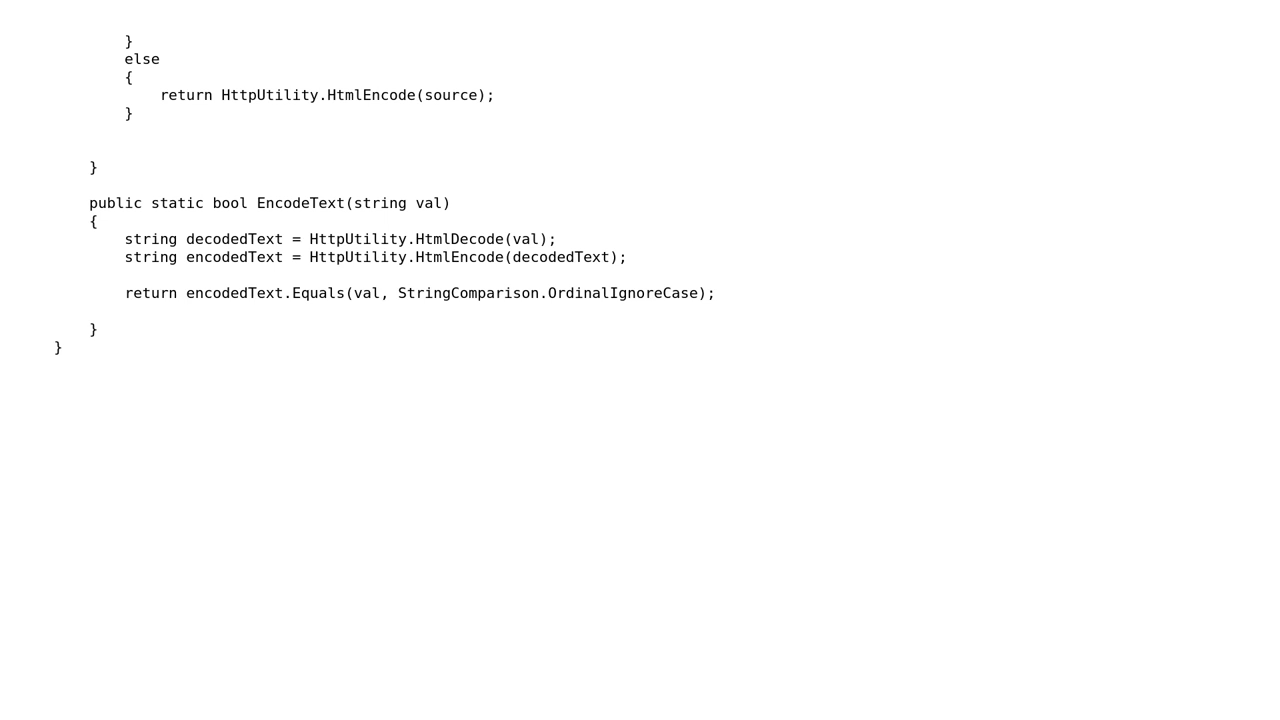 }
        else
        {
            return HttpUtility.HtmlEncode(source);
        }


    }

    public static bool EncodeText(string val)
    {
        string decodedText = HttpUtility.HtmlDecode(val);
        string encodedText = HttpUtility.HtmlEncode(decodedText);

        return encodedText.Equals(val, StringComparison.OrdinalIgnoreCase);

    }
}